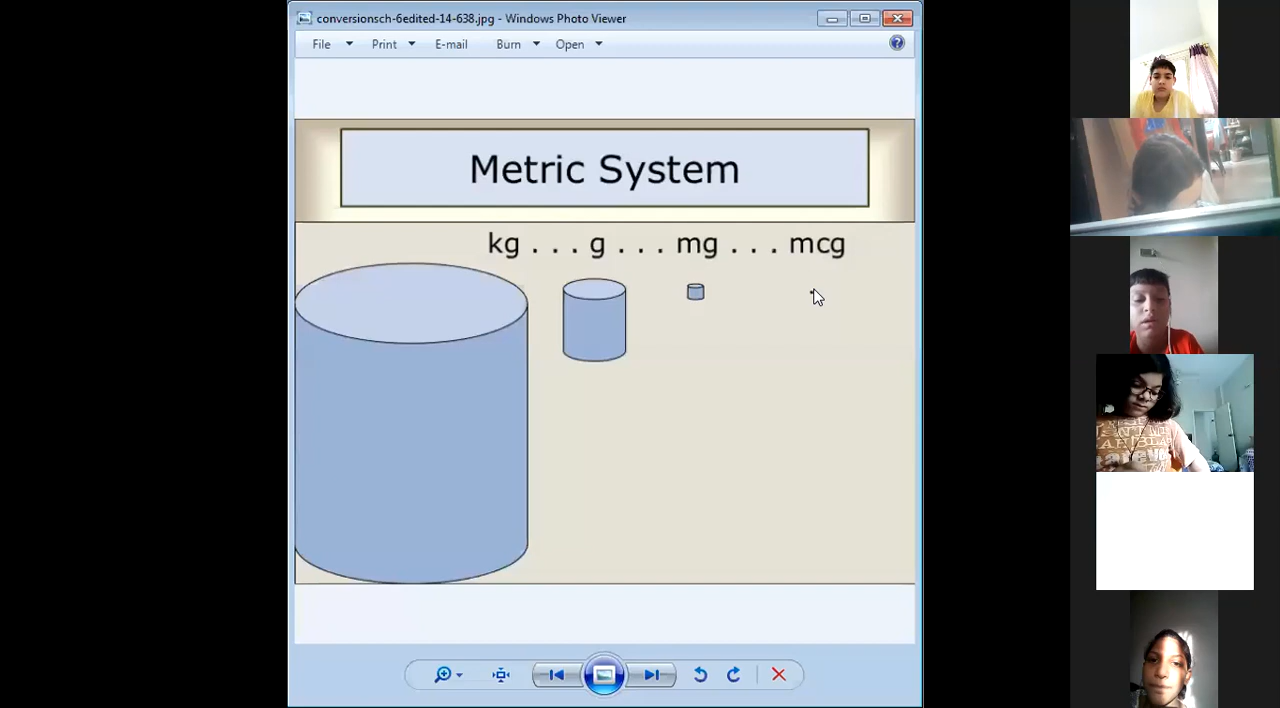 conversionsch-6edited-14-638.jpg - Windows Photo Viewer
File Print E-mail Burn Open
Metric System
kg . . . g . . . mg . . . mcg